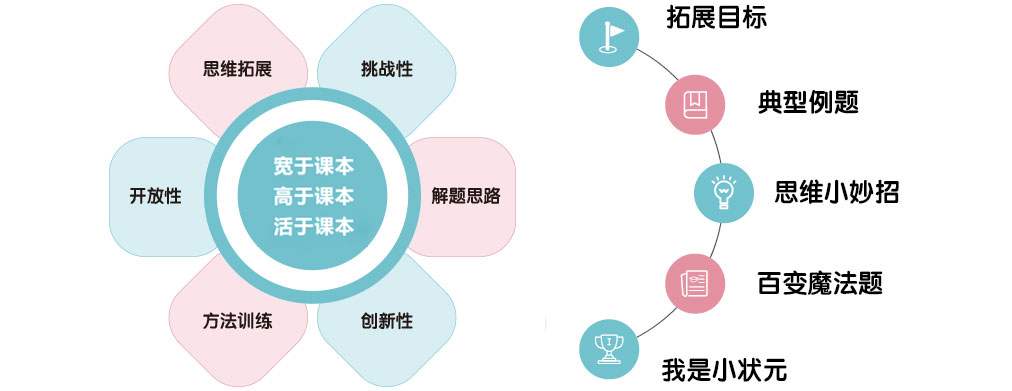 思维拓展
挑战性
开放性
宽于课本
高于课本
活于课本
解题思路
方法训练
创新性
拓展目标
典型例题
思维小妙招
百变魔法题
我是小状元